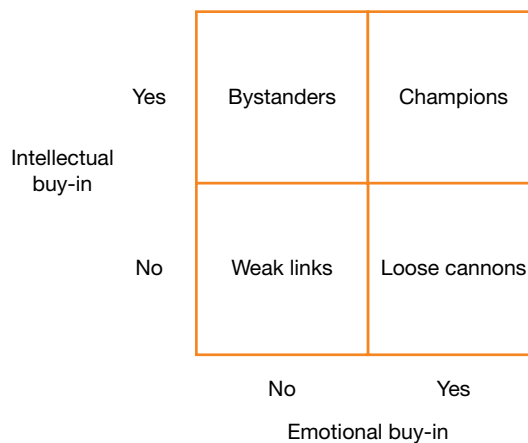 Yes
Bystanders
Champions
Intellectual
buy-in
No
Weak links
Loose cannons
No
Yes
Emotional buy-in